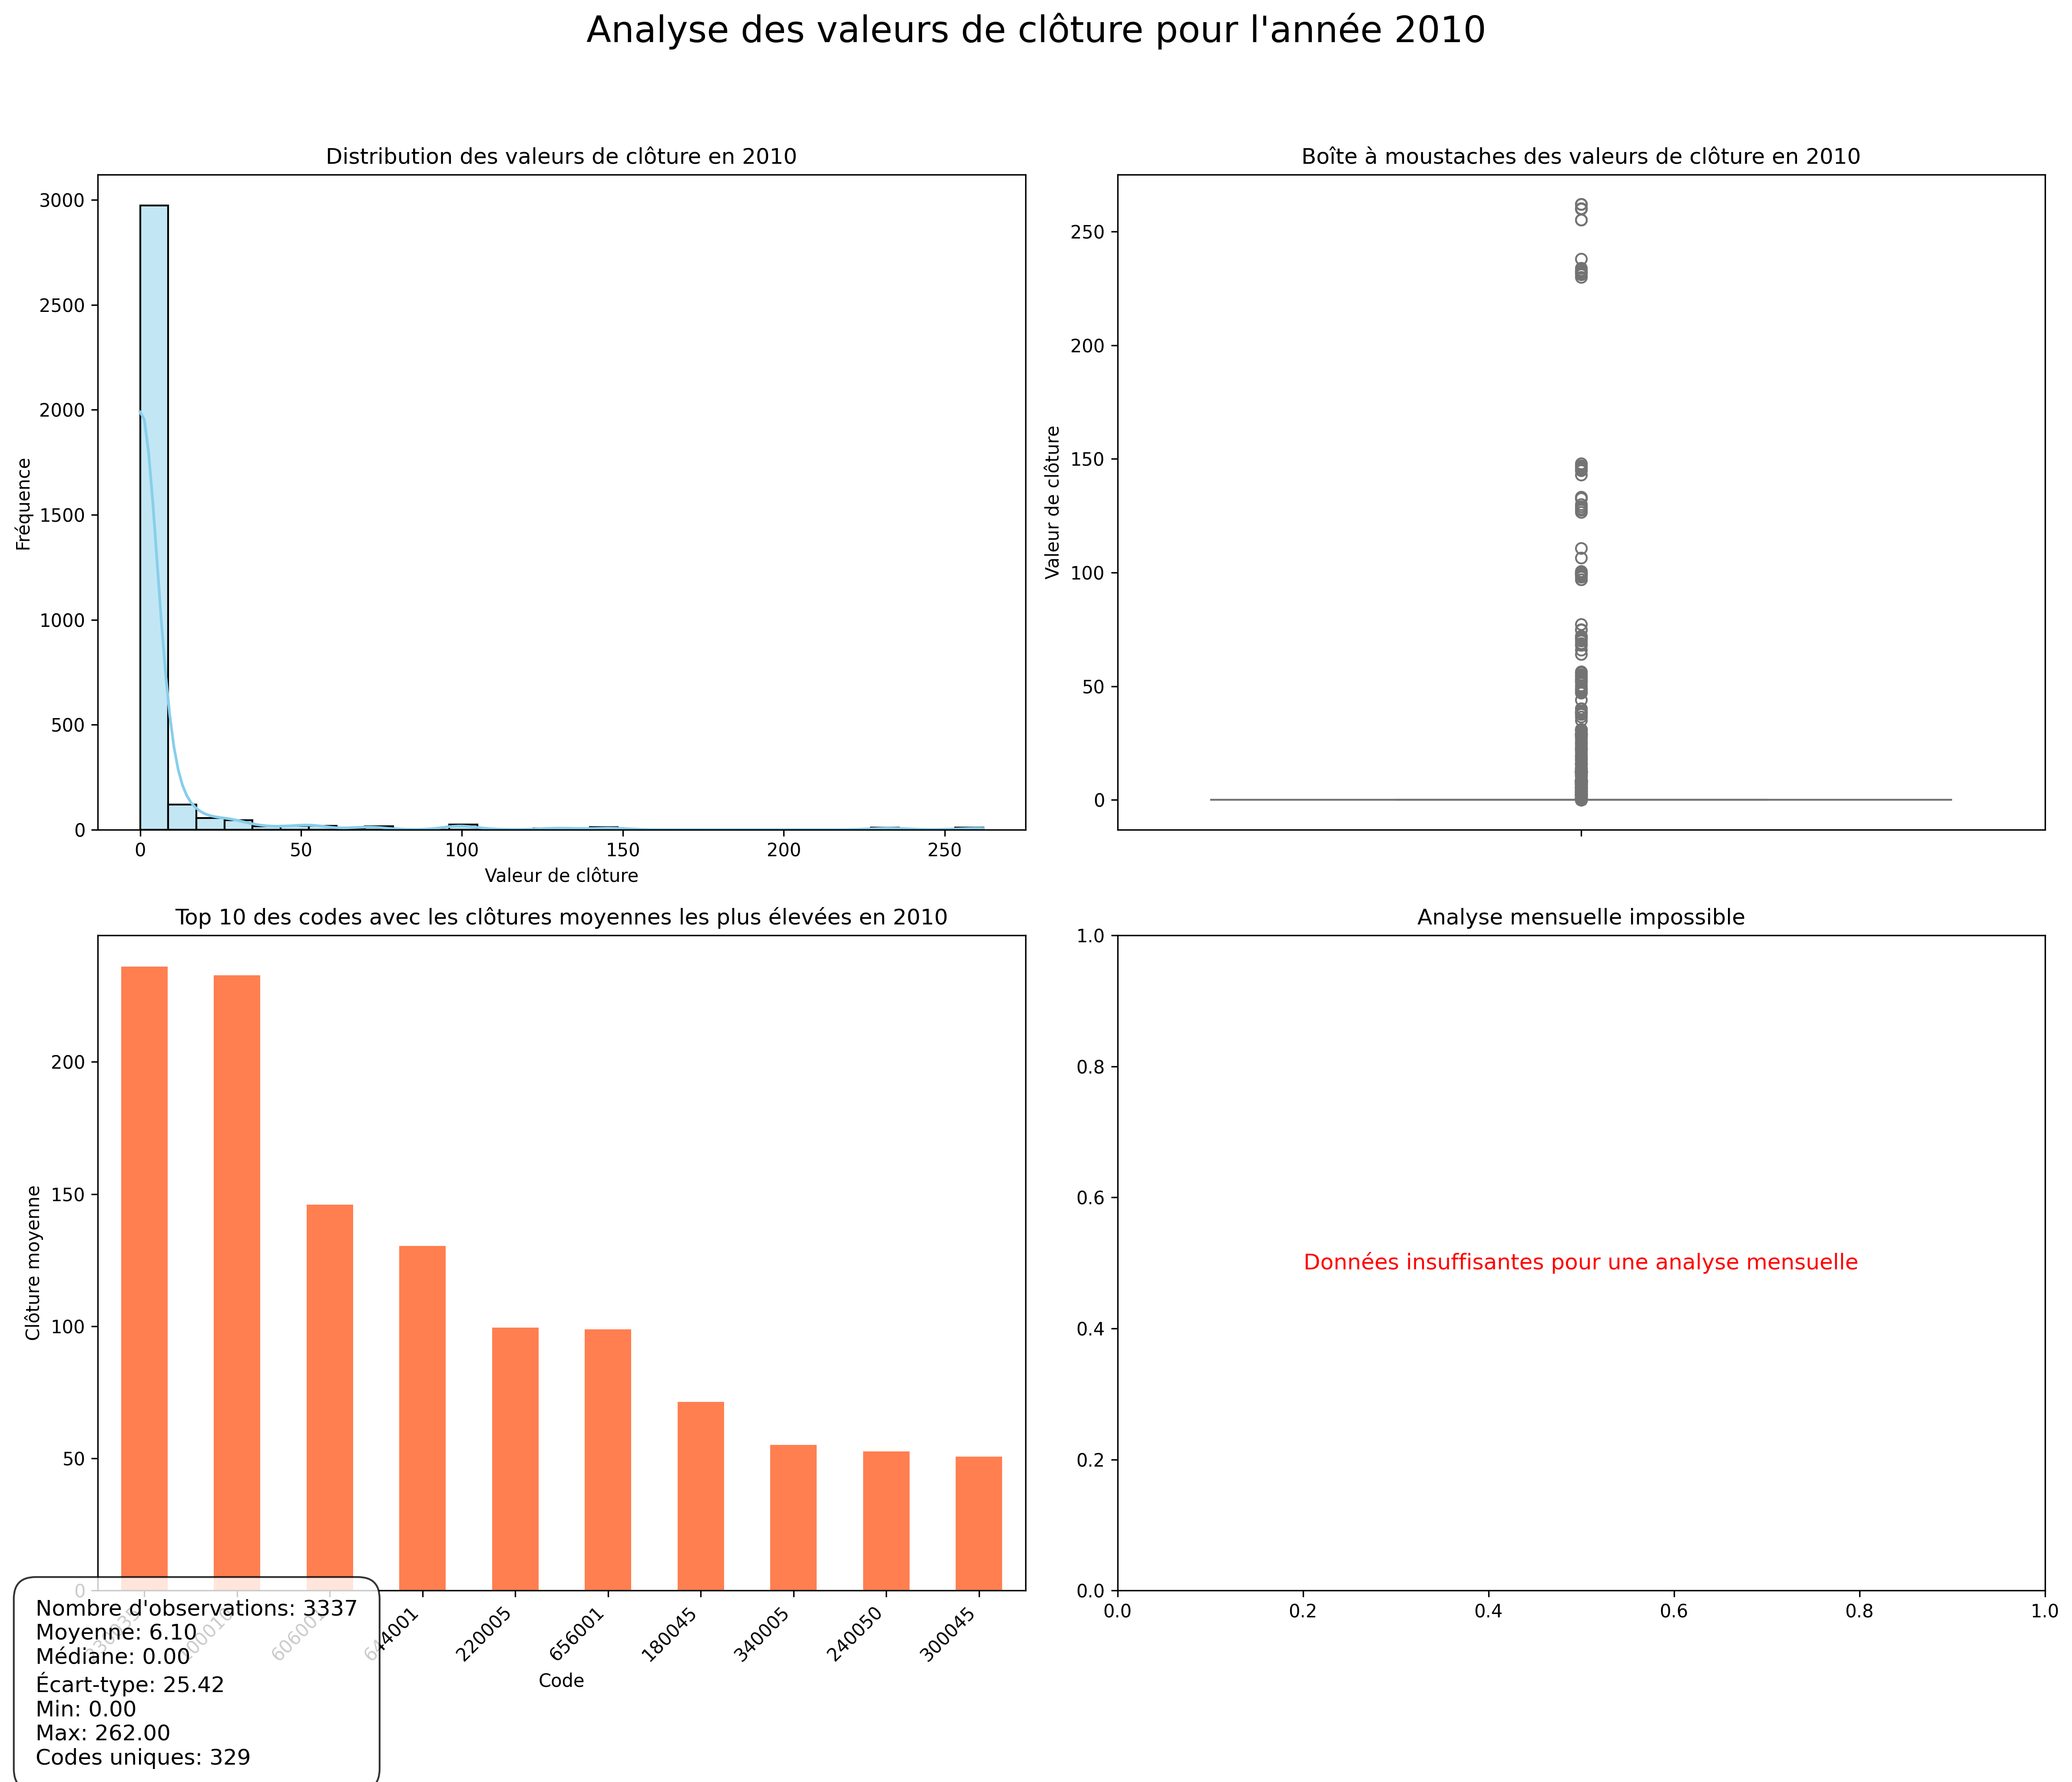 Analyse des valeurs de clôture pour l'année 2010
Distribution des valeurs de clôture en 2010
3000
2500
2000
1500
1000
500
0
Fréquence
0 50 100 150 200 250
Valeur de clôture
Boîte à moustaches des valeurs de clôture en 2010
250
200
150
100
50
0
Valeur de clôture
Top 10 des codes avec les clôtures moyennes les plus élevées en 2010
200
150
100
50
0
Clôture moyenne
644001 2200005 656001 180045 3400005 240050 300045
Code
Analyse mensuelle impossible
1.0
0.8
0.6
0.4
0.2
0.0
Données insuffisantes pour une analyse mensuelle
0.0 0.2 0.4 0.6 0.8 1.0
Nombre d'observations: 3337
Moyenne: 6.10
Médiane: 0.00
Écart-type: 25.42
Min: 0.00
Max: 262.00
Codes uniques: 329